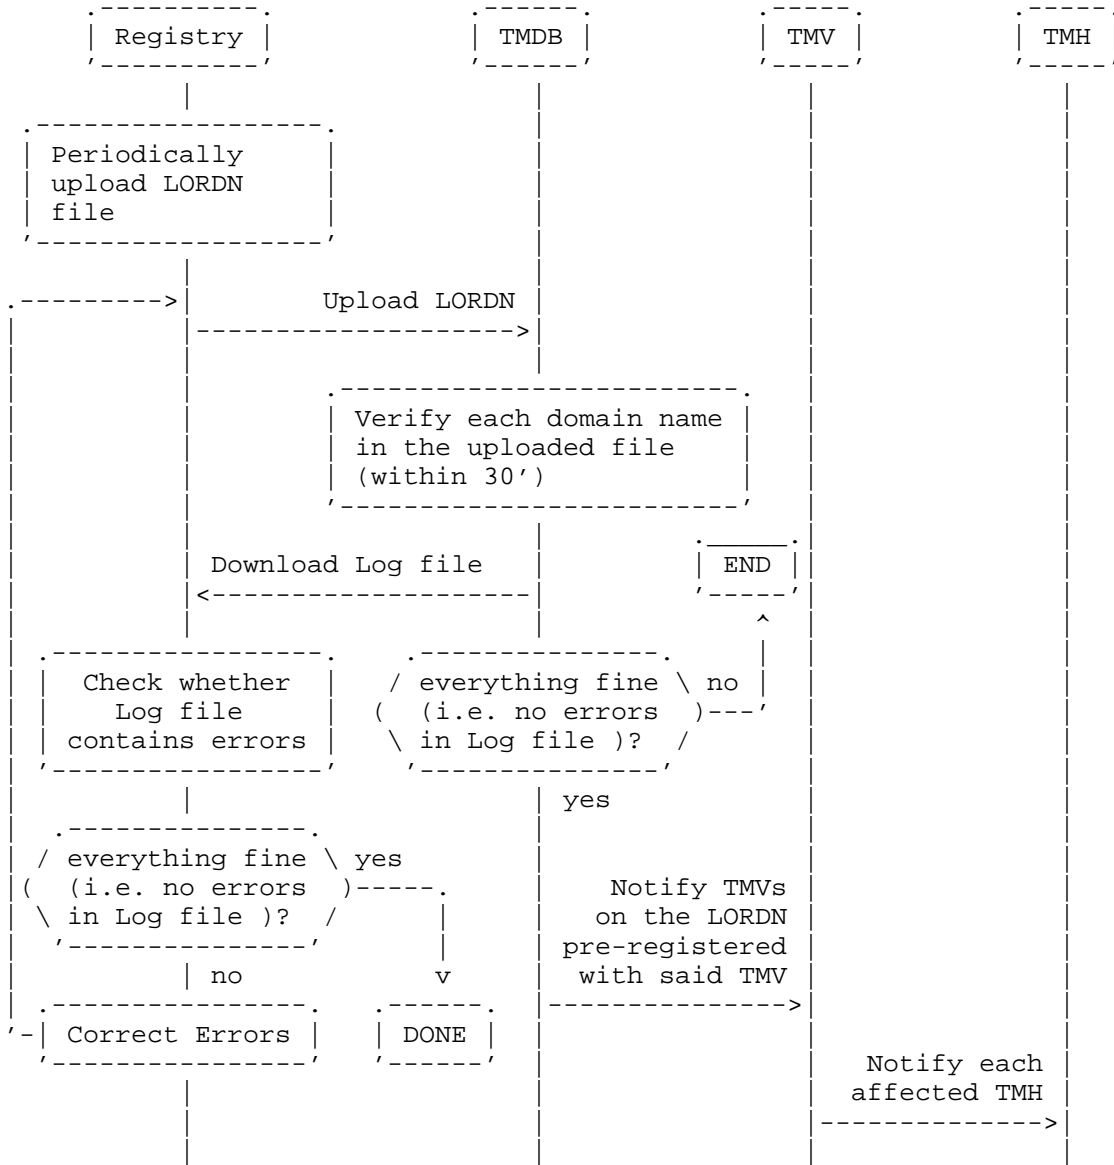 Registry TMDB TMV TMH
Periodically
upload LORDN
file
Upload LORDN
Verify each domain name
in the uploaded file
(within 30')
END
Download Log file
Check whether
Log file
contains errors
everything fine no
(i.e. no errors
in Log file )?
yes
everything fine yes
(i.e. no errors
in Log file )?
no v
Notify TMVs
on the LORDN
pre-registered
with said TMV
Correct Errors DONE
Notify each
affected TMH